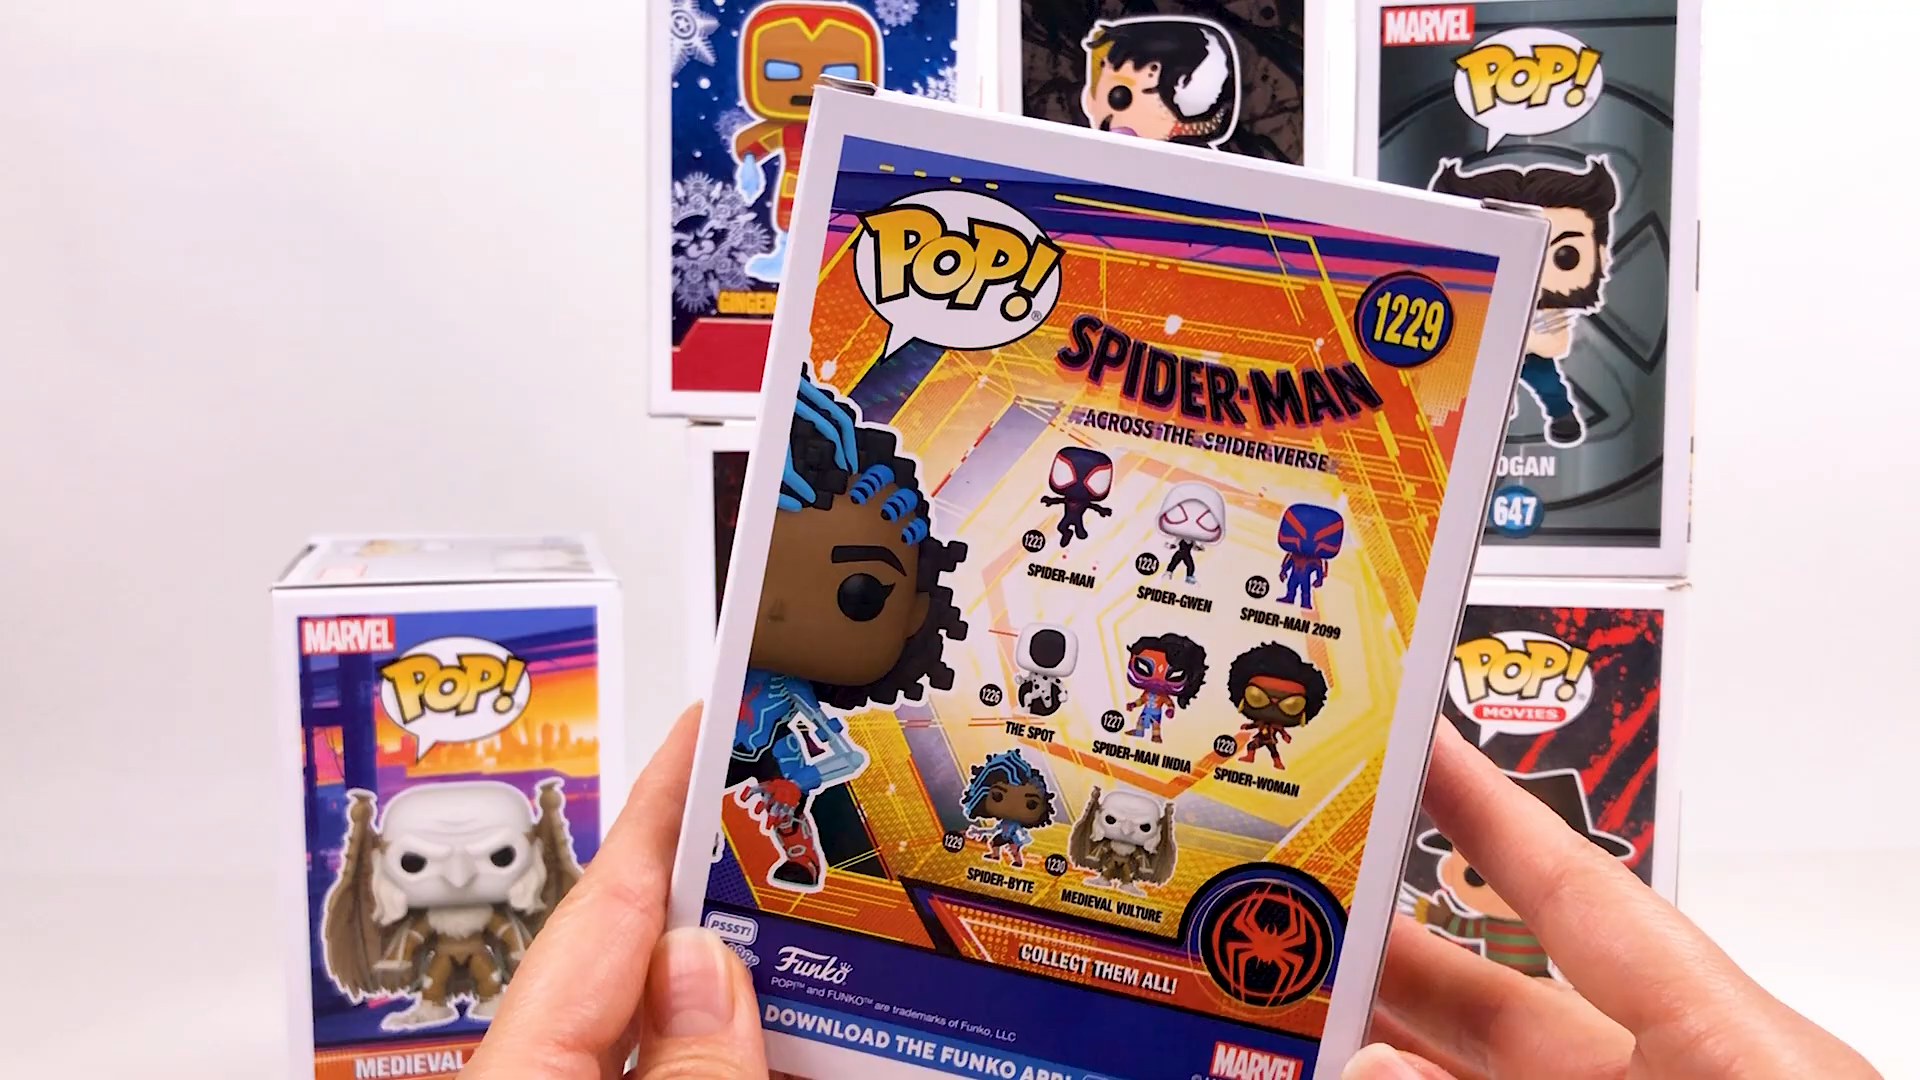 MARVEL
POP!
POP!
1229
SPIDER-MAN
ACROSS THE SPIDER-VERSE
1223
SPIDER-MAN
1224
SPIDER-GWEN
1225
SPIDER-MAN 2099
1226
THE SPOT
1227
SPIDER-MAN INDIA
1228
SPIDER-WOMAN
1229
SPIDER-BYTE
1230
MEDIEVAL VULTURE
COLLECT THEM ALL!
PSSST!
Funko
POP!™ and FUNKO™ are trademarks of Funko, LLC
DOWNLOAD THE FUNKO APP!
MARVEL
647
MARVEL
POP!
MEDIEVAL
POP!
MOVIES